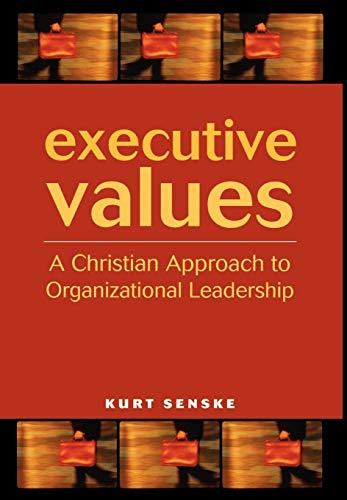 executive
values
A Christian Approach to
Organizational Leadership
KURT SENSKE